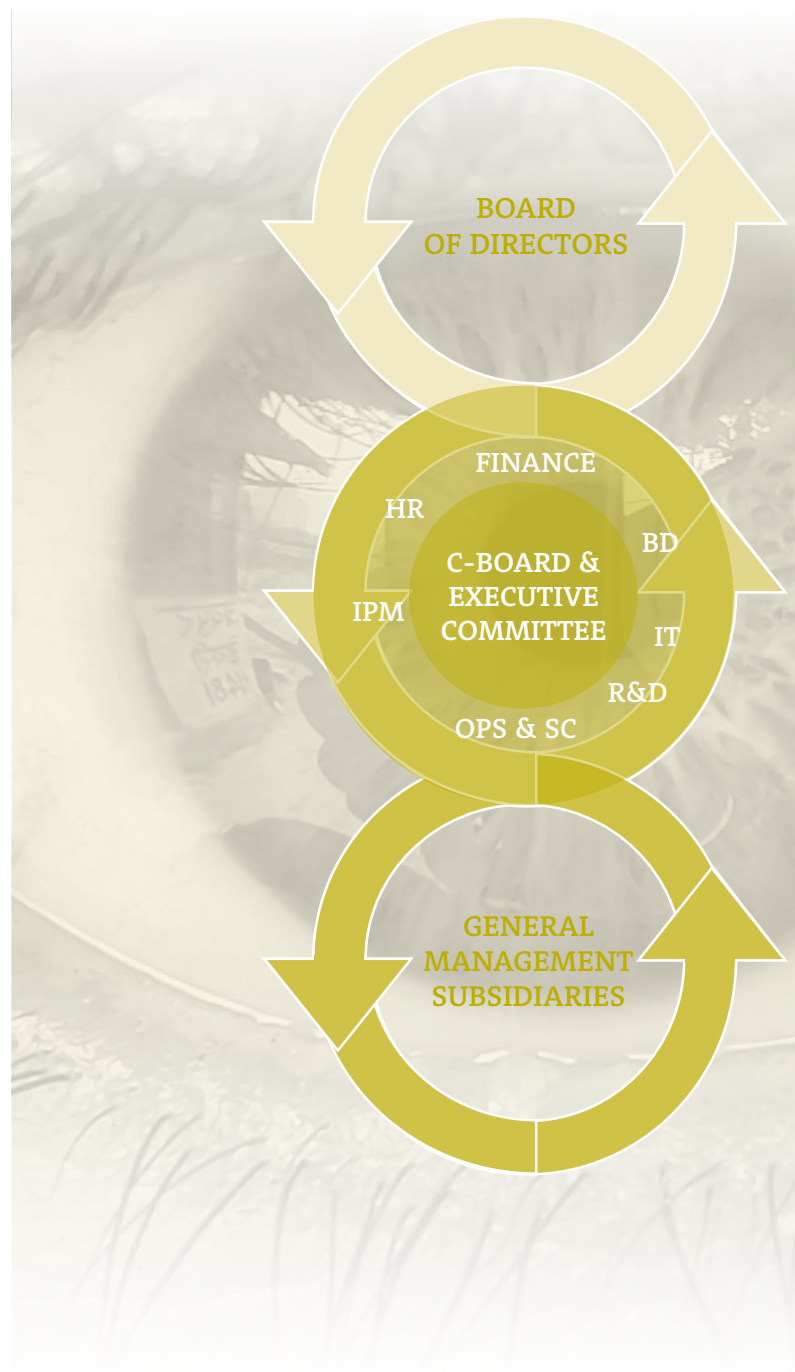 BOARD
OF DIRECTORS
FINANCE
HR
BD
C-BOARD &
EXECUTIVE
COMMITTEE
IPM
IT
R&D
OPS & SC
GENERAL
MANAGEMENT
SUBSIDIARIES